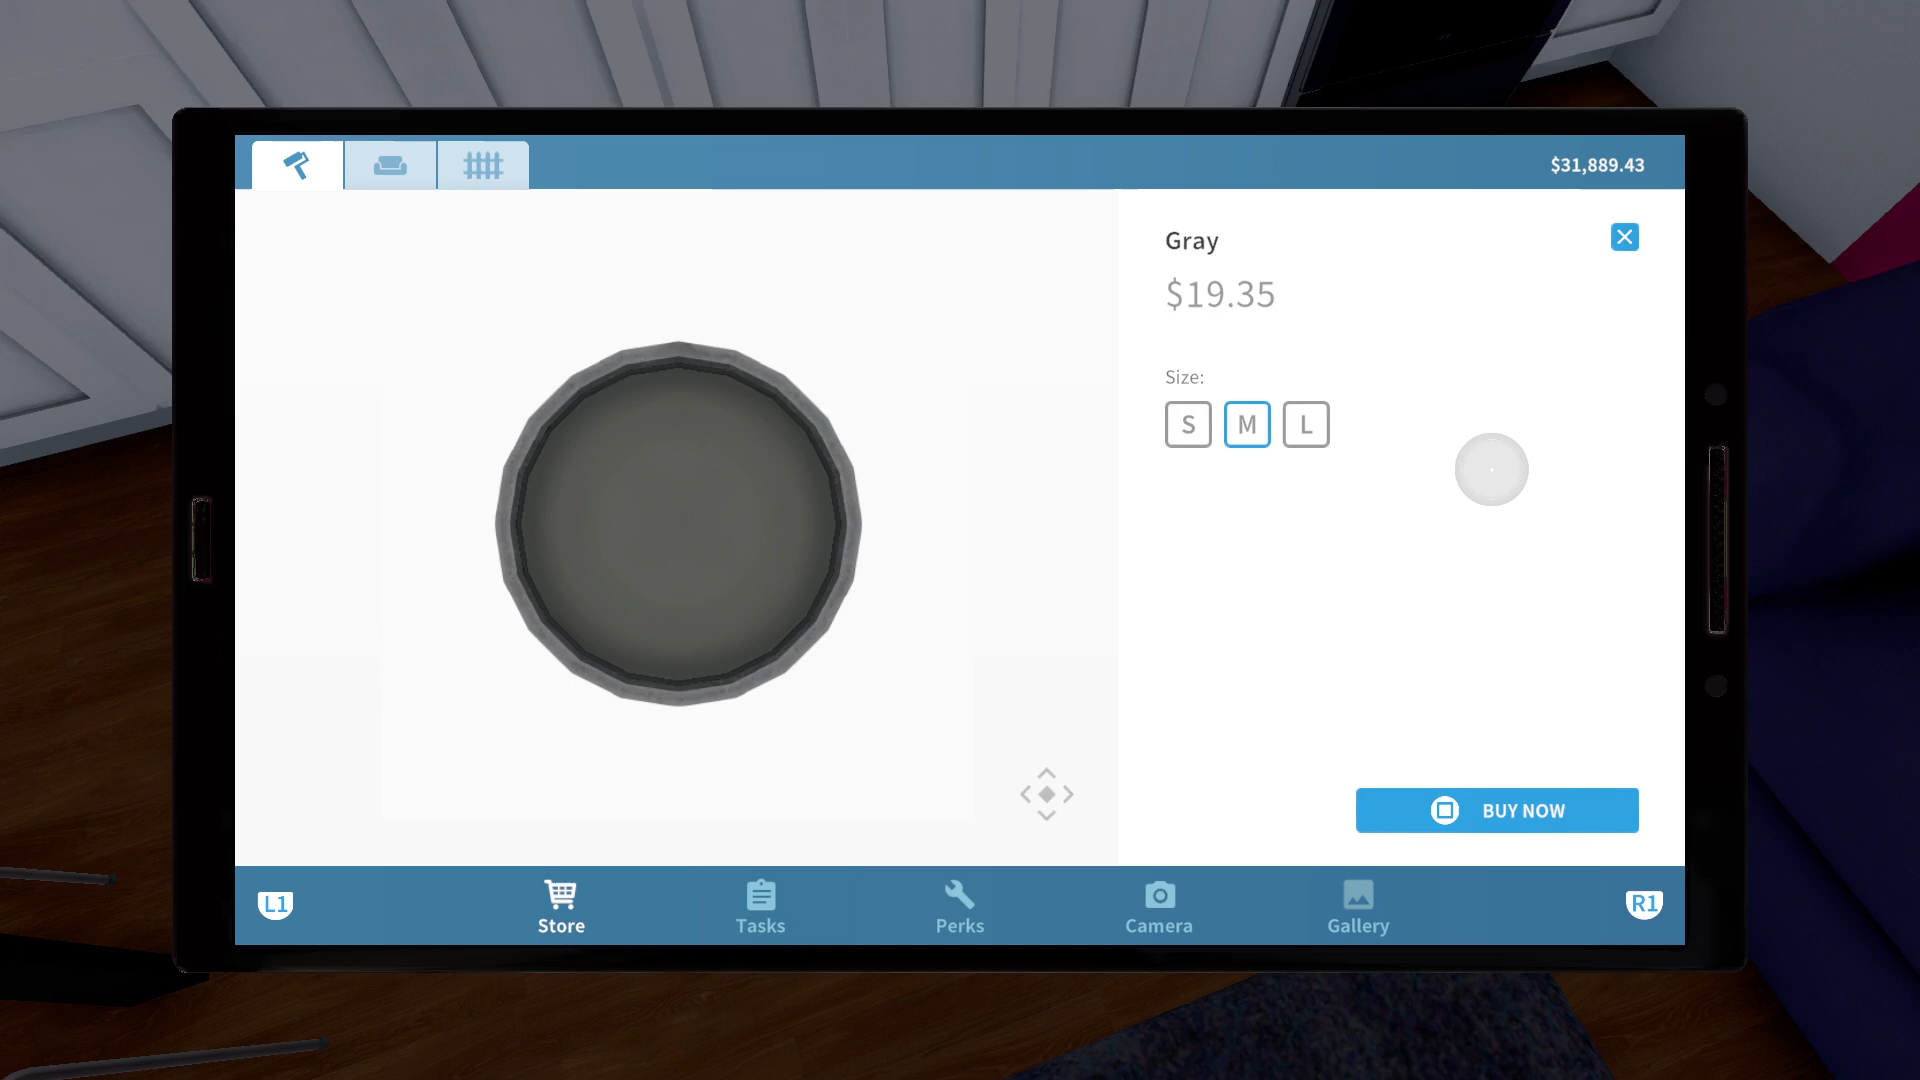 $31,889.43
Gray
$19.35
Size:
S M L
BUY NOW
L1
Store
Tasks
Perks
Camera
Gallery
R1